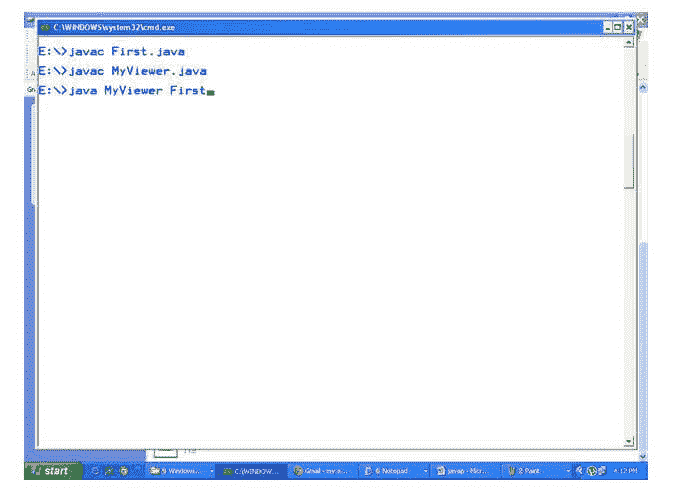 C:\WINDOWS\system32\cmd.exe
E:\>javac First.java
E:\>javac MyViewer.java
E:\>java MyViewer First
start
9 Windows...
C:\WINDOW...
Gmail - my a...
6 Notepad
javap - Micr...
2 Paint
4:12 PM